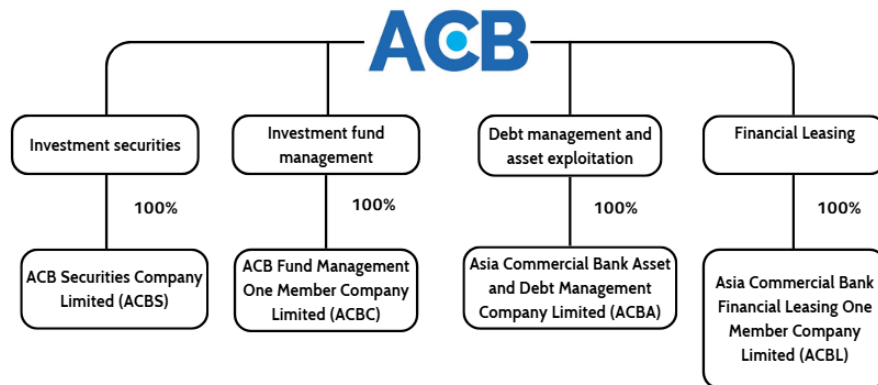 ACB
Investment securities
Investment fund
management
Debt management and
asset exploitation
Financial Leasing
100%
100%
100%
100%
ACB Securities Company
Limited (ACBS)
ACB Fund Management
One Member Company
Limited (ACBC)
Asia Commercial Bank Asset
and Debt Management
Company Limited (ACBA)
Asia Commercial Bank
Financial Leasing One
Member Company
Limited (ACBL)